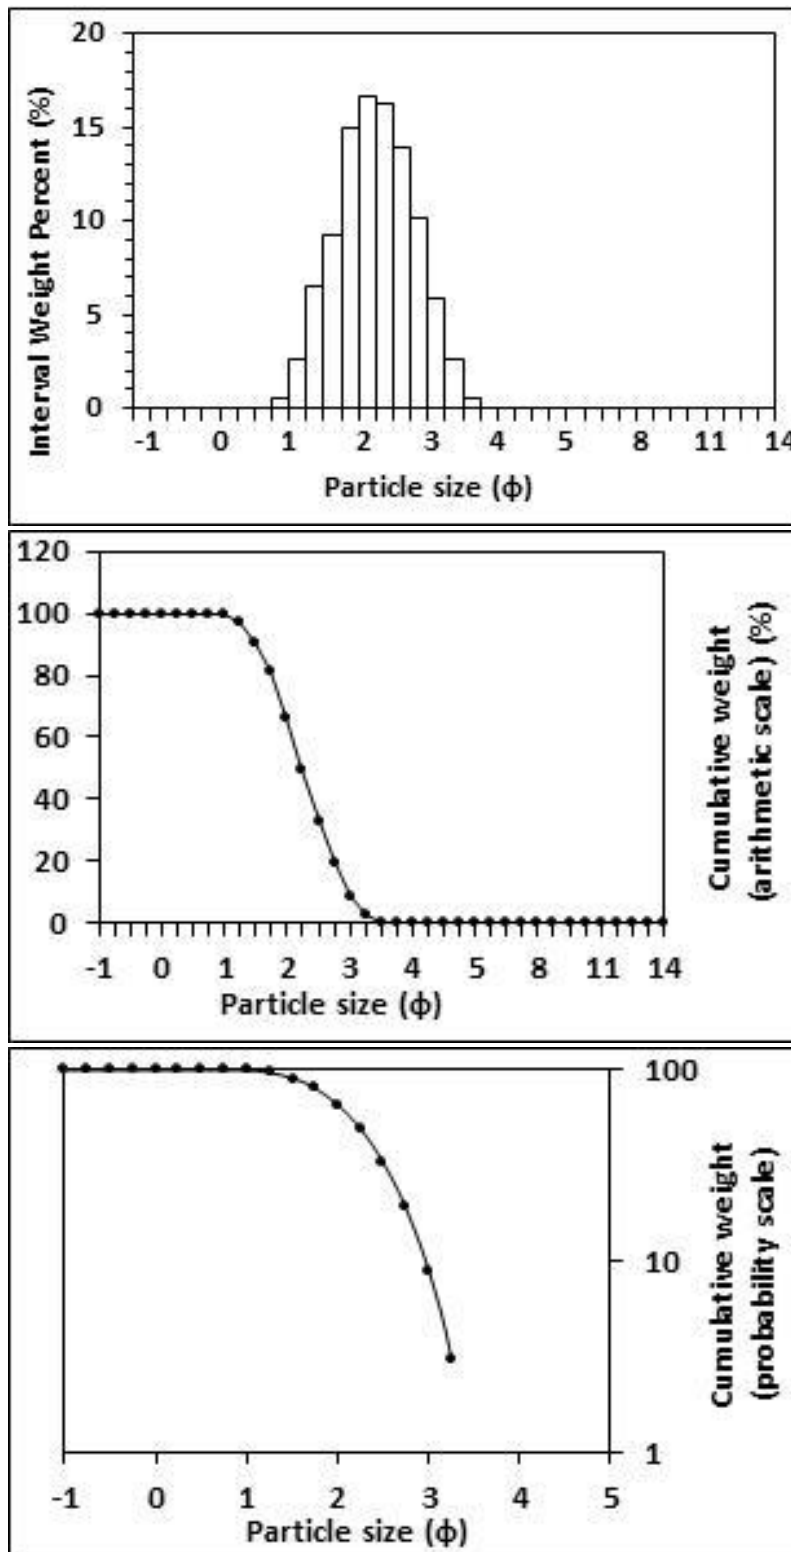 20
15
10
5
0
Interval Weight Percent (%)
-1 0 1 2 3 4 5 8 11 14
Particle size (ϕ)
120
100
80
60
40
20
0
-1 0 1 2 3 4 5 8 11 14
Particle size (ϕ)
Cumulative weight
(arithmetic scale) (%)
100
10
1
-1 0 1 2 3 4 5
Particle size (ϕ)
Cumulative weight
(probability scale)